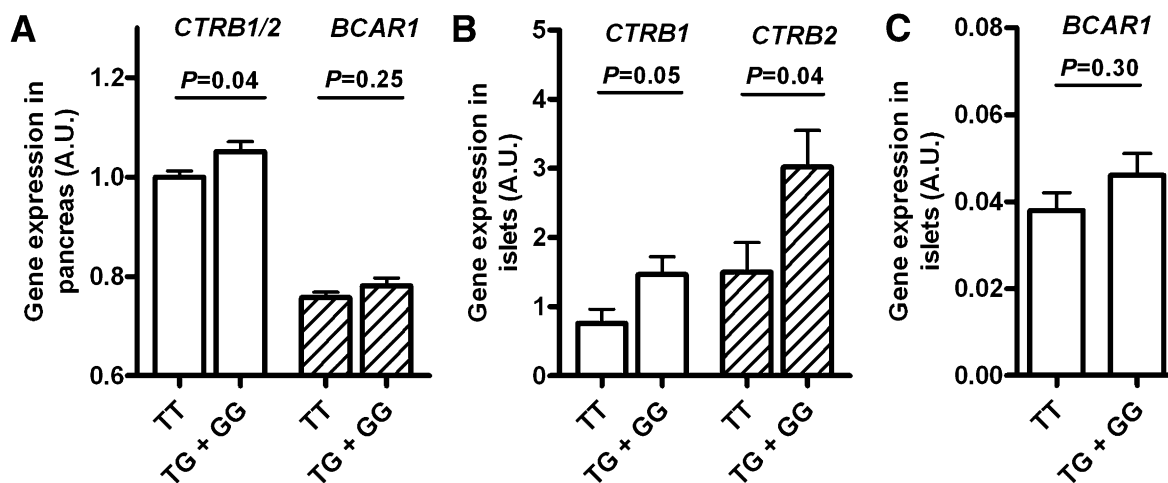 A
CTRB1/2 BCAR1
P=0.04 P=0.25
Gene expression in
pancreas (A.U.)
1.2
1.0
0.8
0.6
TT
TG + GG
TT
TG + GG
B
CTRB1 CTRB2
P=0.05 P=0.04
Gene expression in
islets (A.U.)
5
4
3
2
1
0
TT
TG + GG
TT
TG + GG
C
BCAR1
P=0.30
Gene expression in
islets (A.U.)
0.08
0.06
0.04
0.02
0.00
TT
TG + GG